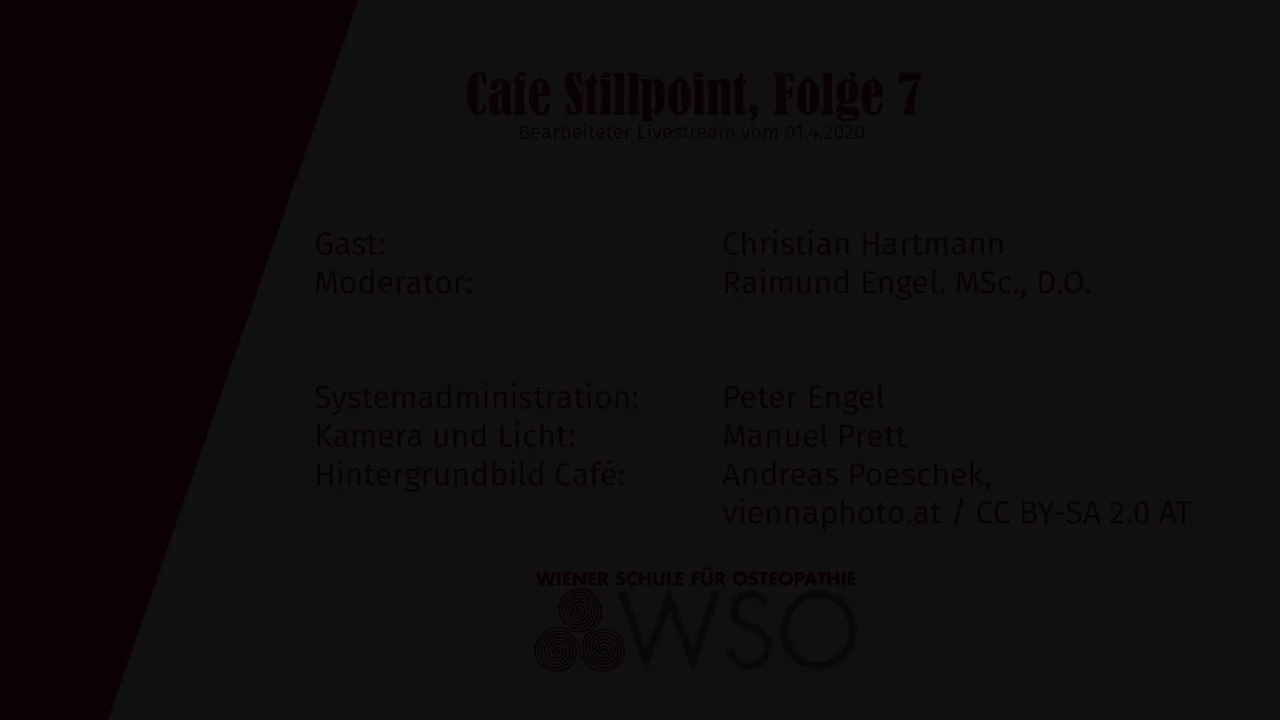 Cafe Stillpoint, Folge 7
Bearbeiteter Livestream vom 01.4.2020
Gast: Christian Hartmann
Moderator: Raimund Engel. MSc., D.O.
Systemadministration: Peter Engel
Kamera und Licht: Manuel Prett
Hintergrundbild Café: Andreas Poeschek,
viennaphoto.at / CC BY-SA 2.0 AT
WIENER SCHULE FÜR OSTEOPATHIE
WSO